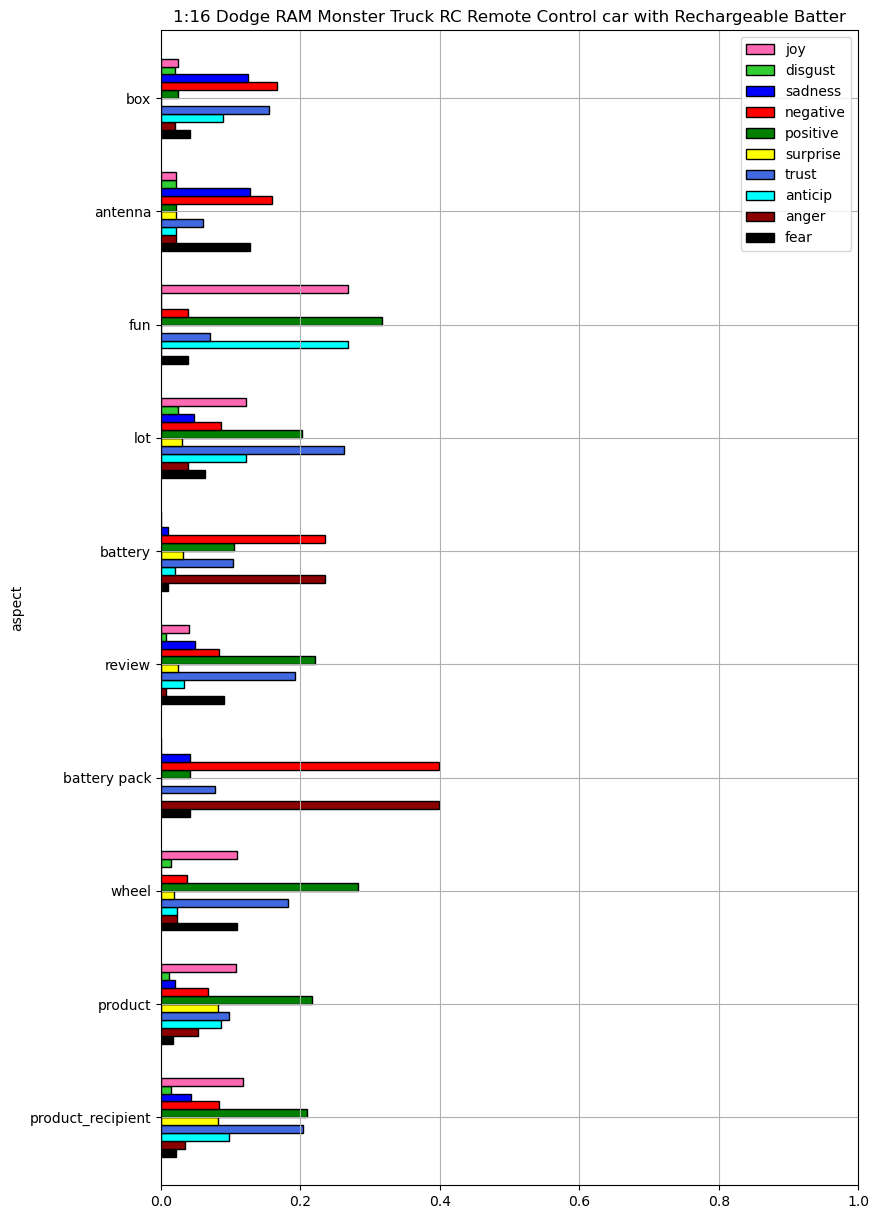 1:16 Dodge RAM Monster Truck RC Remote Control car with Rechargeable Batter
joy
disgust
sadness
negative
positive
surprise
trust
anticip
anger
fear
box
antenna
fun
lot
battery
review
battery pack
wheel
product
product_recipient
aspect
0.0 0.2 0.4 0.6 0.8 1.0